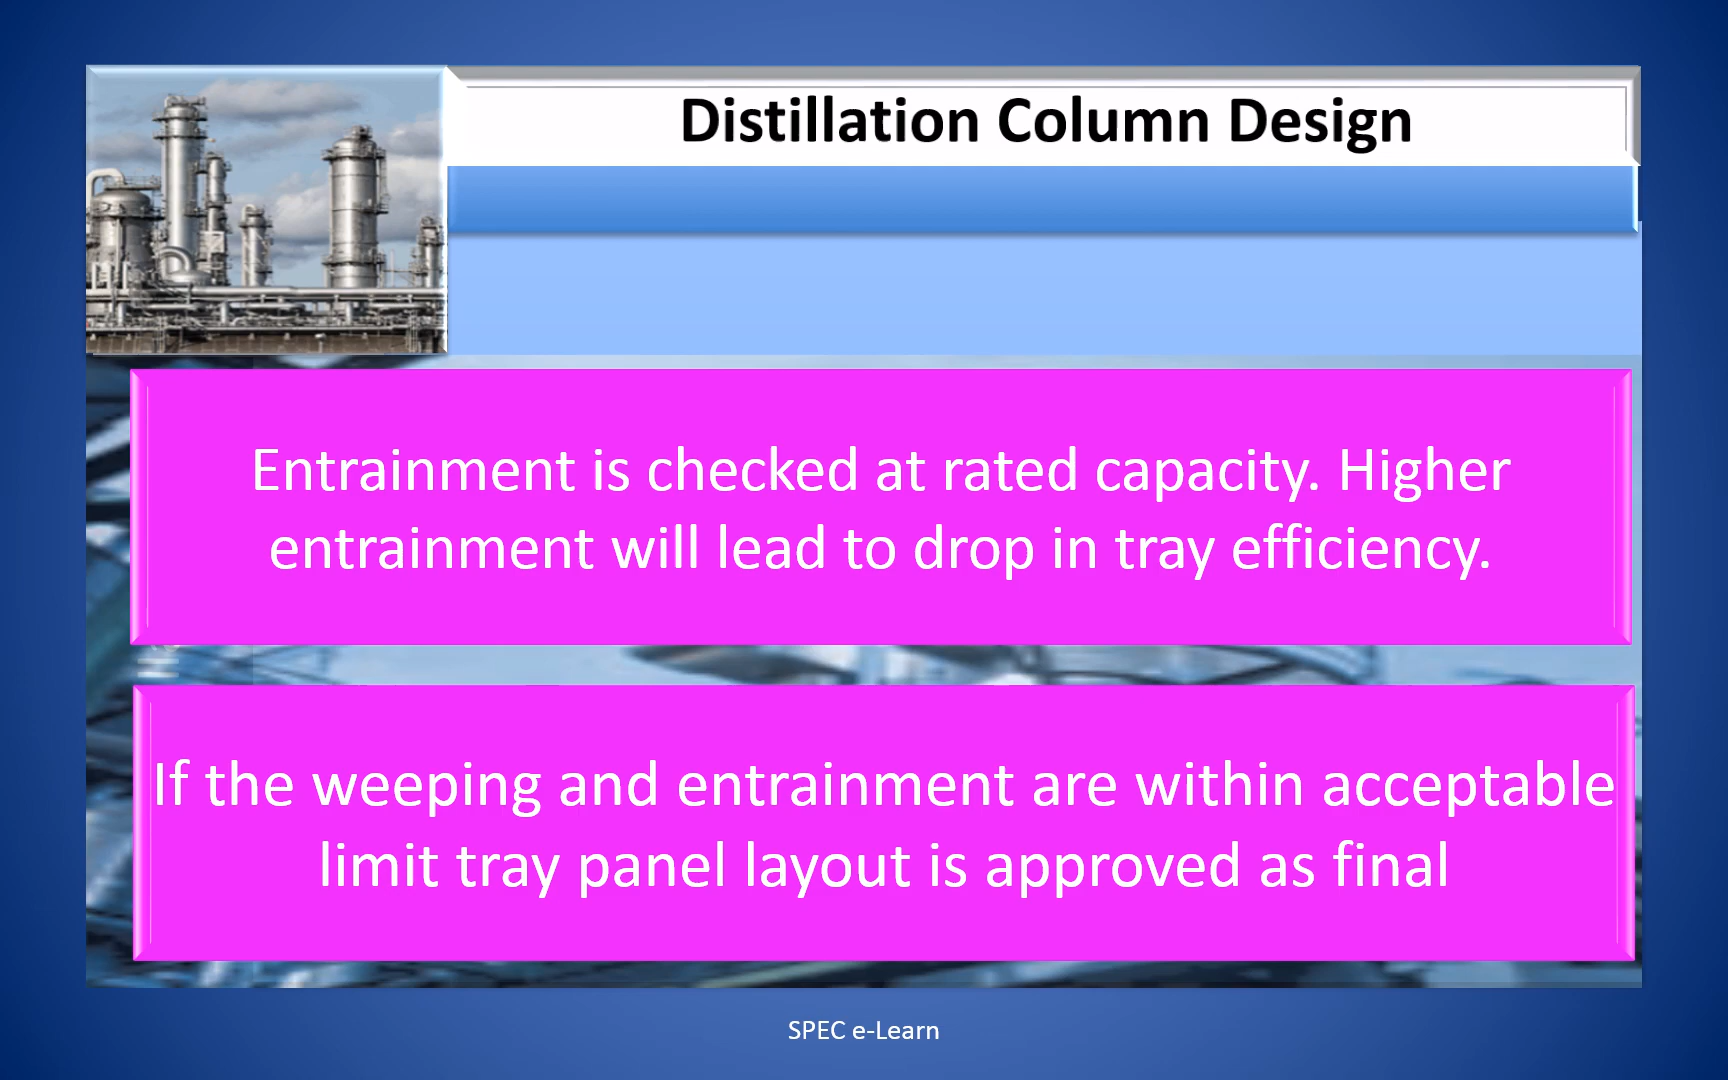 Distillation Column Design
Entrainment is checked at rated capacity. Higher
entrainment will lead to drop in tray efficiency.
If the weeping and entrainment are within acceptable
limit tray panel layout is approved as final
SPEC e-Learn